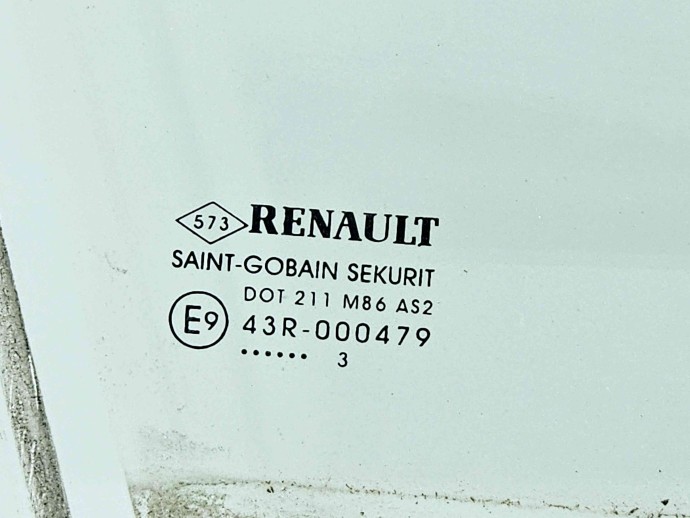 573 RENAULT
SAINT-GOBAIN SEKURIT
DOT 211 M86 AS2
E9 43R-000479
...... 3